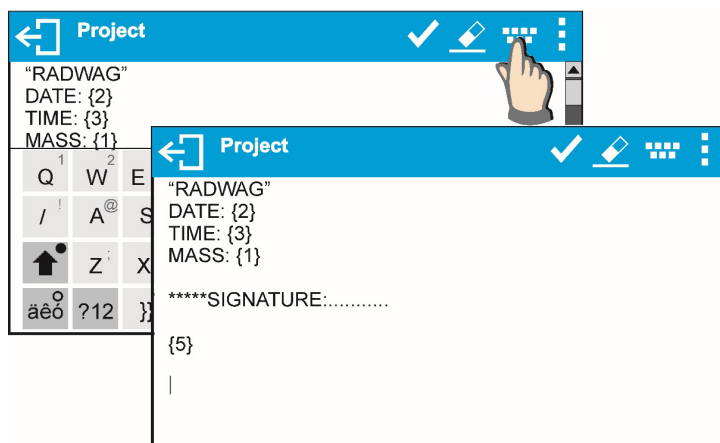 Project
“RADWAG”
DATE: {2}
TIME: {3}
MASS: {1}
1 2
Q W E
! @
/ A S
;
Z X
äêó ?12 }
Project
“RADWAG”
DATE: {2}
TIME: {3}
MASS: {1}
*****SIGNATURE:...........
{5}